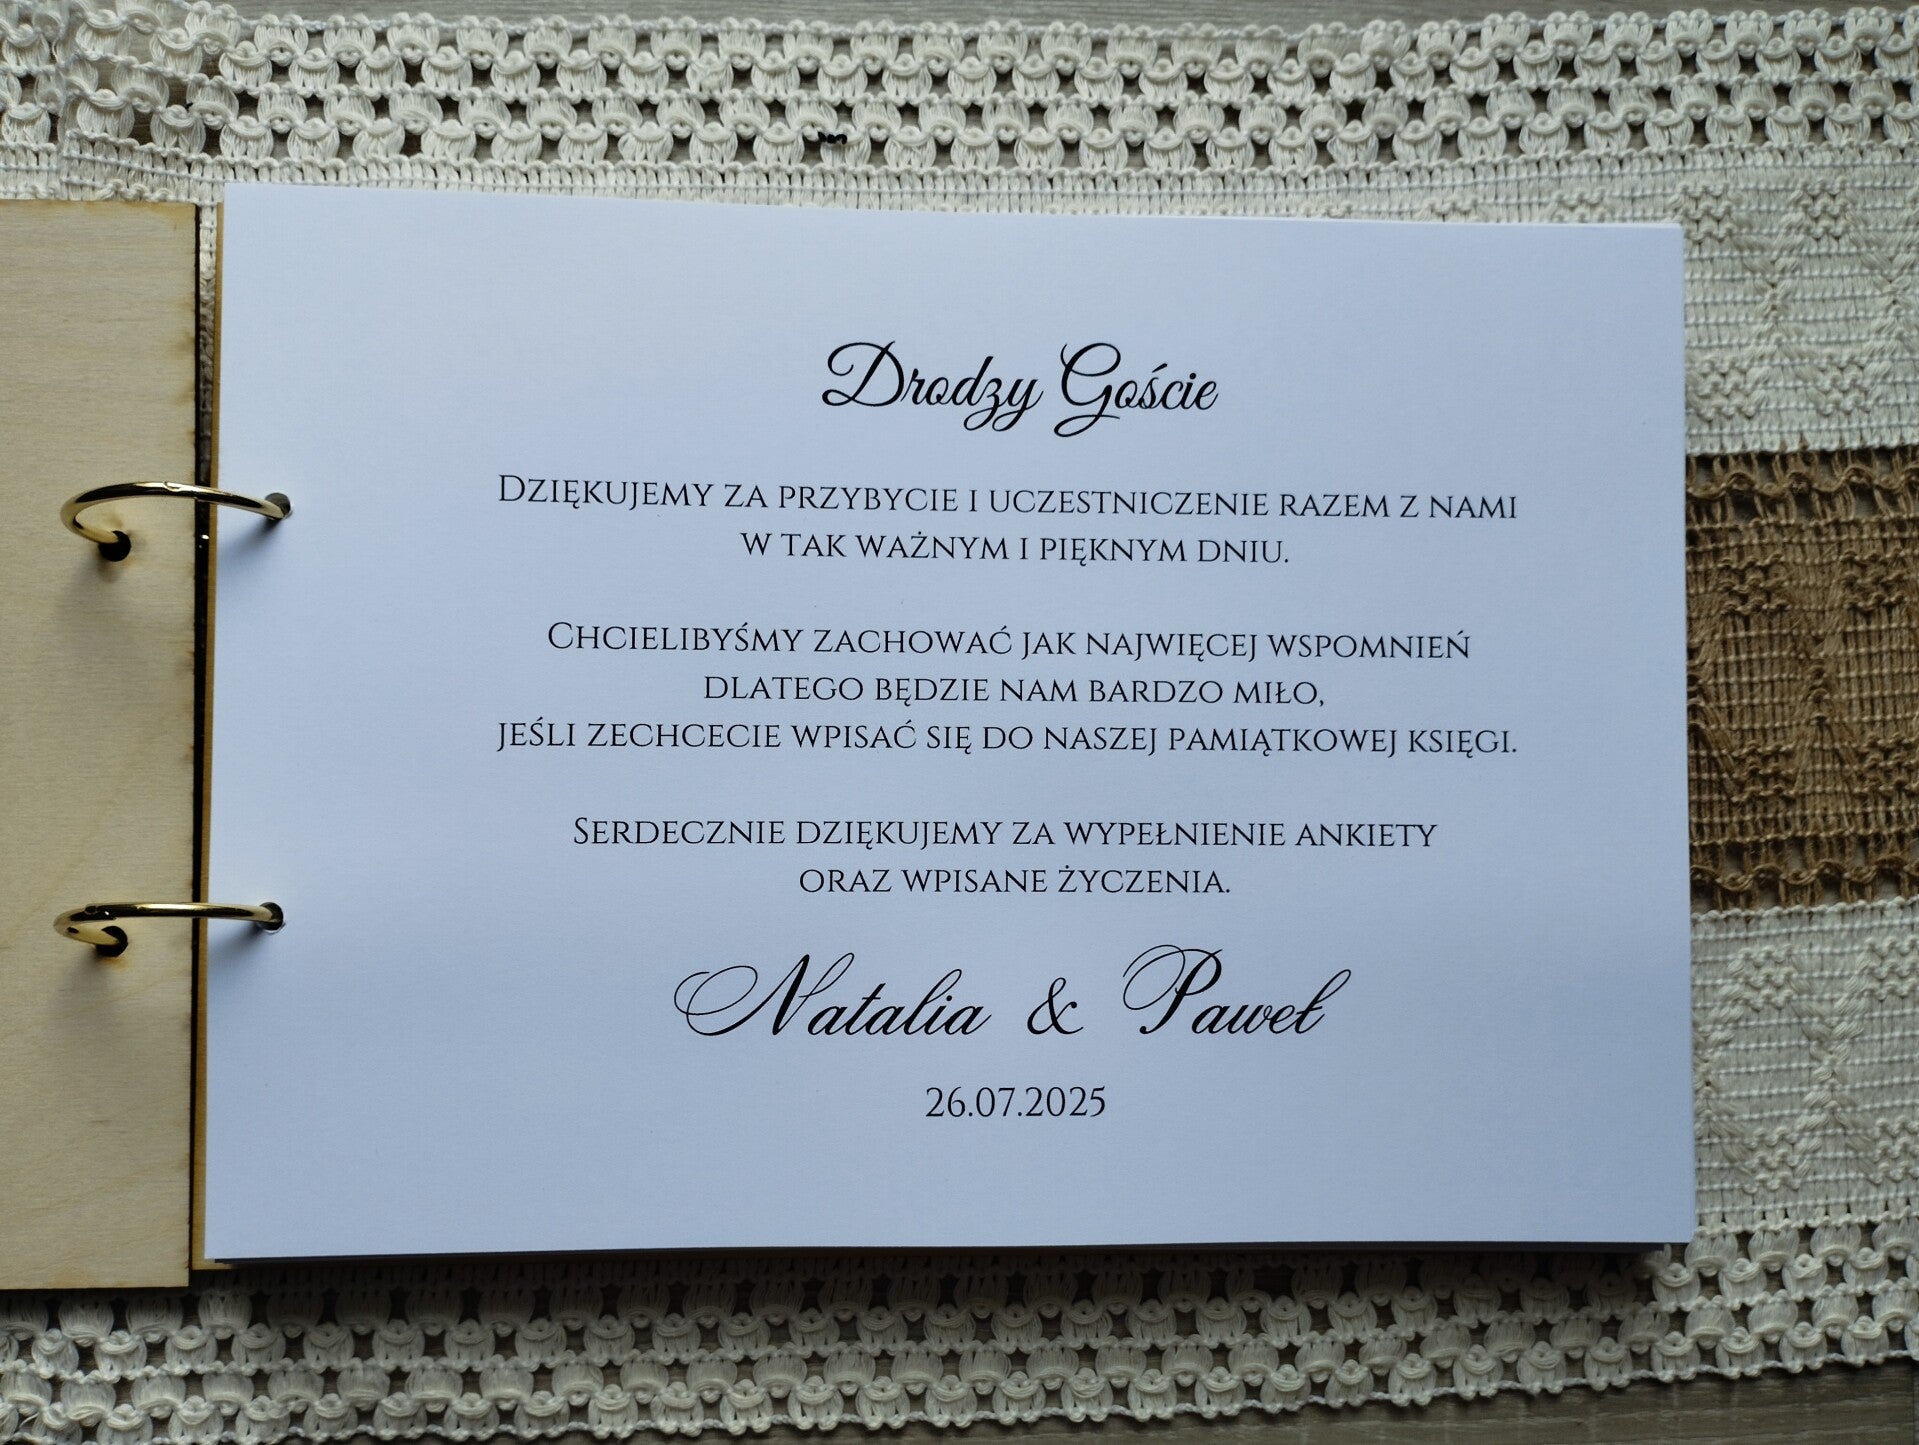 Drodzy Goście
Dziękujemy za przybycie i uczestniczenie razem z nami
w tak ważnym i pięknym dniu.
Chcielibyśmy zachować jak najwięcej wspomnień
dlatego będzie nam bardzo miło,
jeśli zechcecie wpisać się do naszej pamiątkowej księgi.
Serdecznie dziękujemy za wypełnienie ankiety
oraz wpisane życzenia.
Natalia & Paweł
26.07.2025